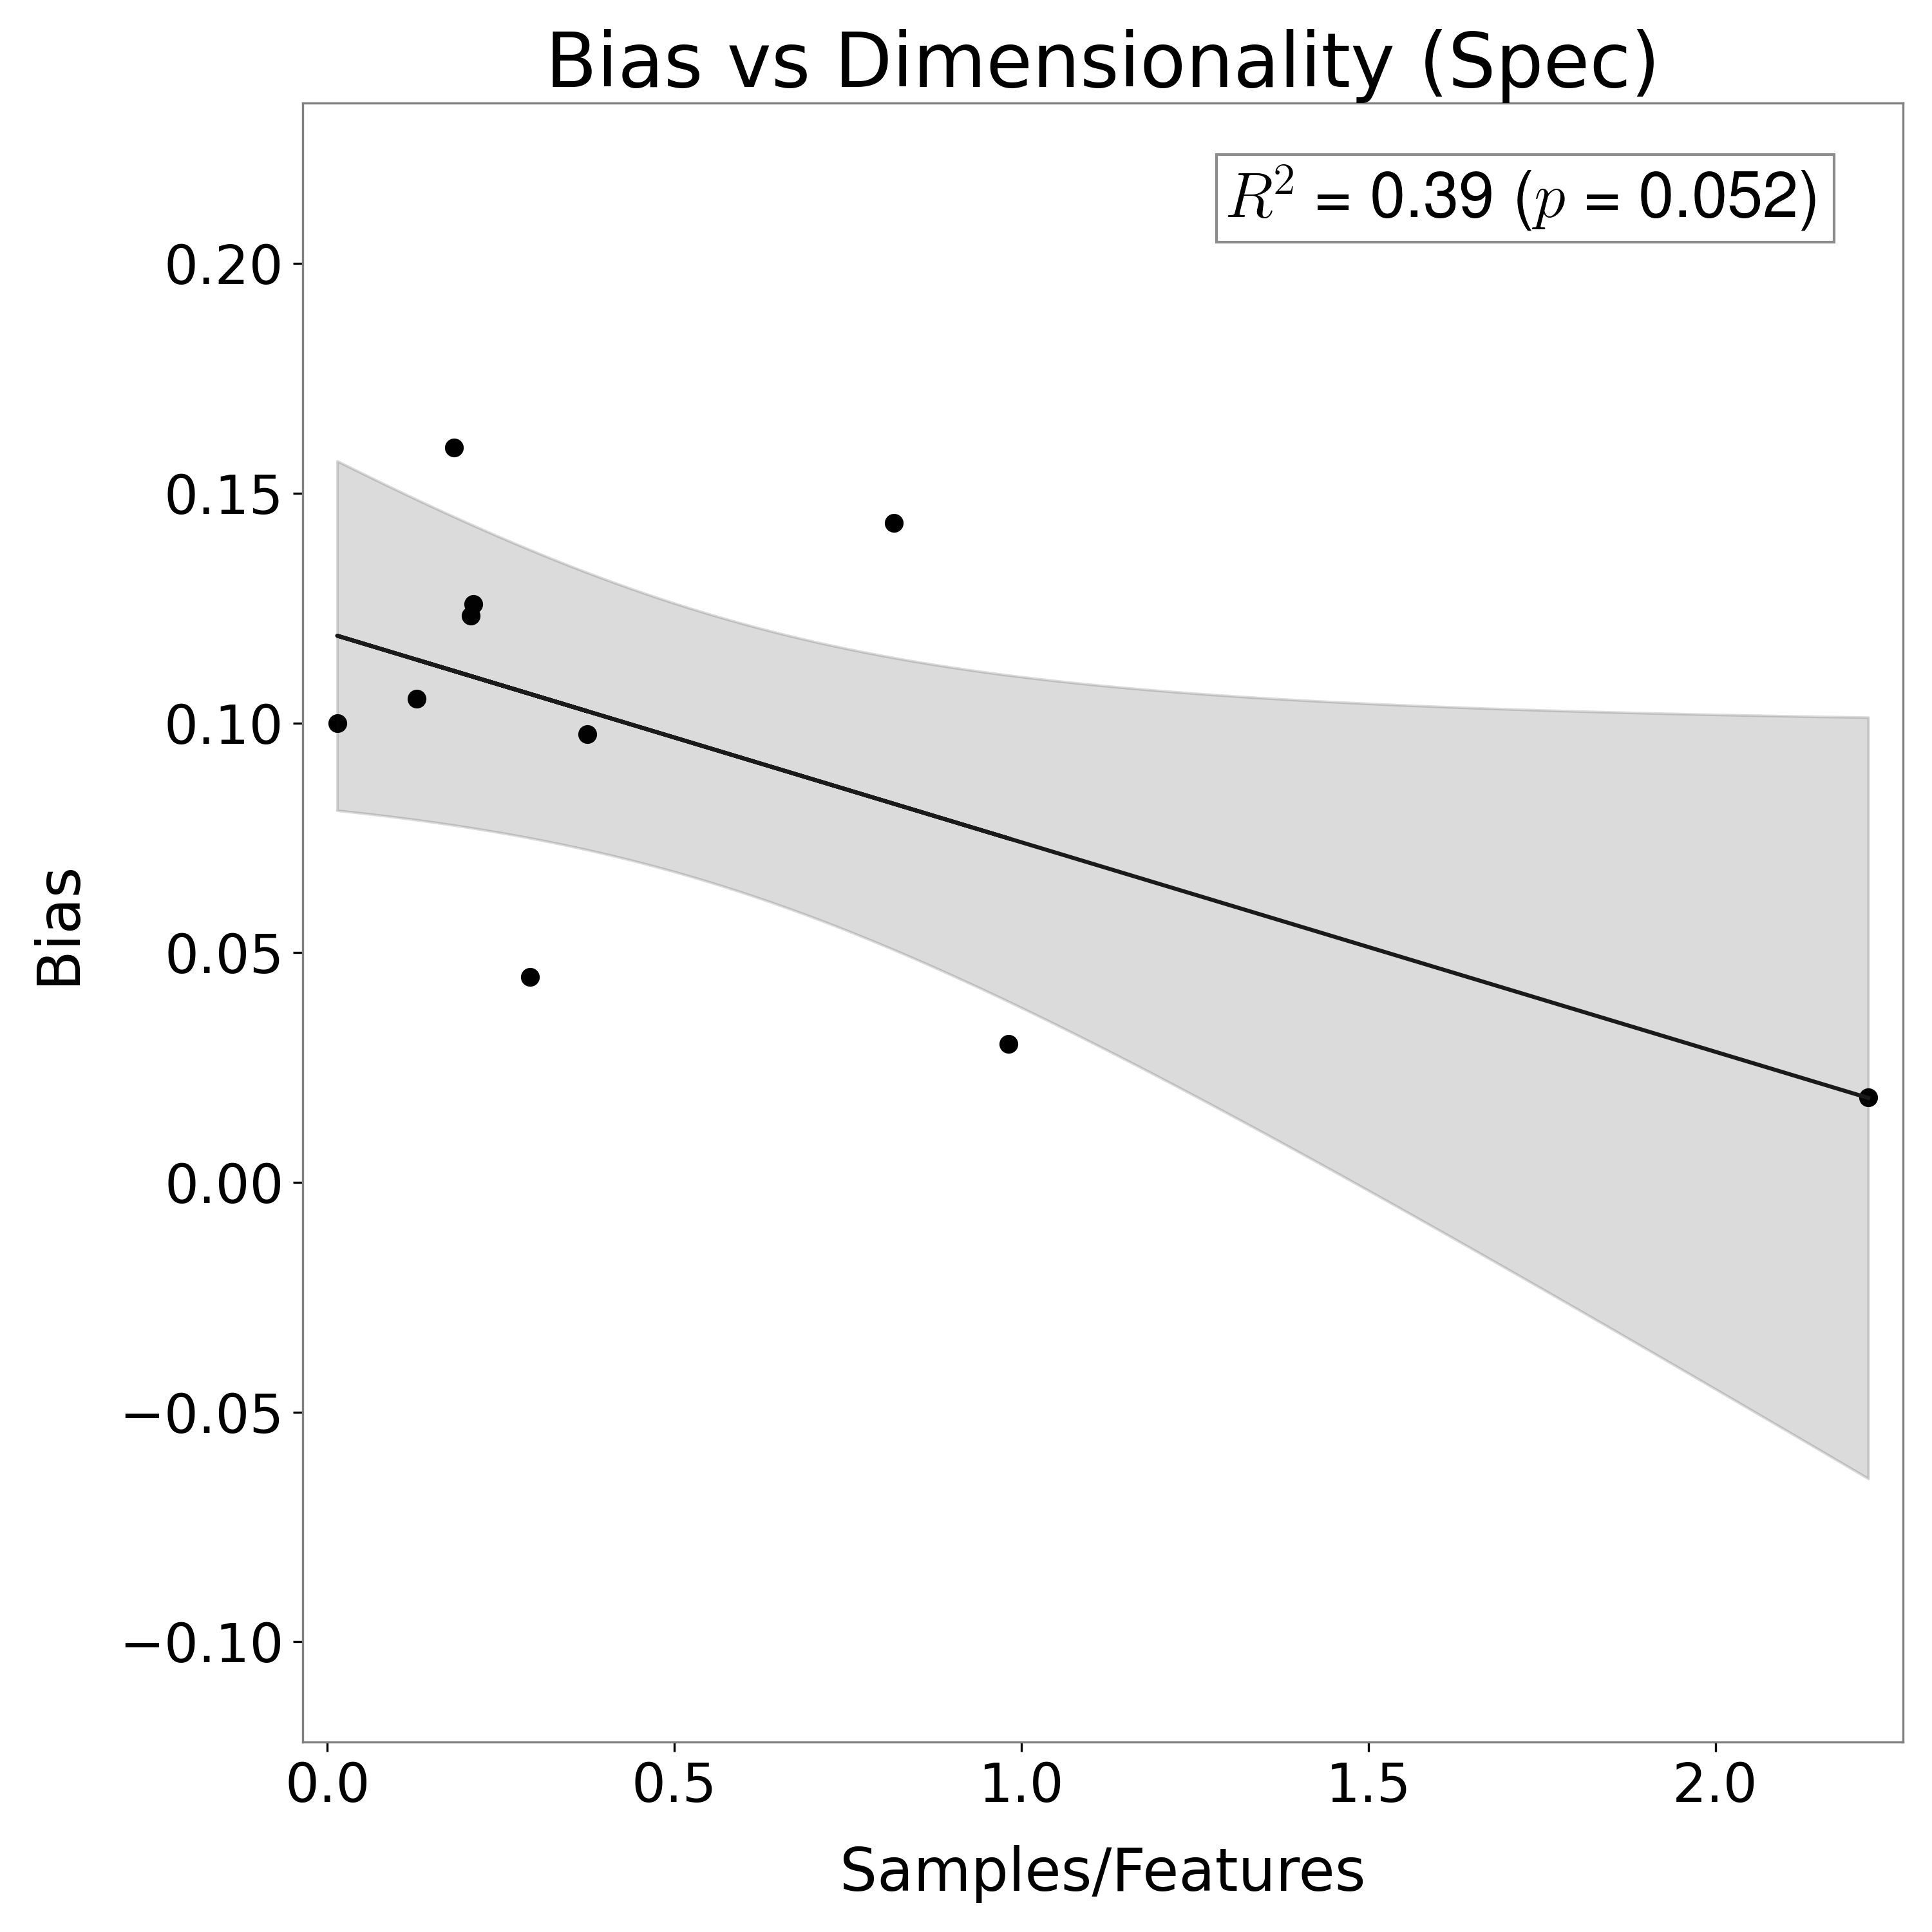 Bias vs Dimensionality (Spec)
R² = 0.39 (p = 0.052)
0.20
0.15
0.10
0.05
0.00
−0.05
−0.10
Bias
0.0 0.5 1.0 1.5 2.0
Samples/Features